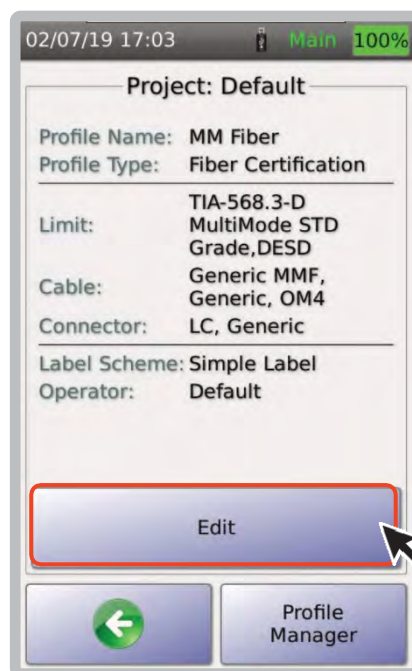 02/07/19 17:03 Main 100%
Project: Default
Profile Name: MM Fiber
Profile Type: Fiber Certification
Limit: TIA-568.3-D
MultiMode STD
Grade,DESD
Cable: Generic MMF,
Generic, OM4
Connector: LC, Generic
Label Scheme: Simple Label
Operator: Default
Edit
Profile
Manager